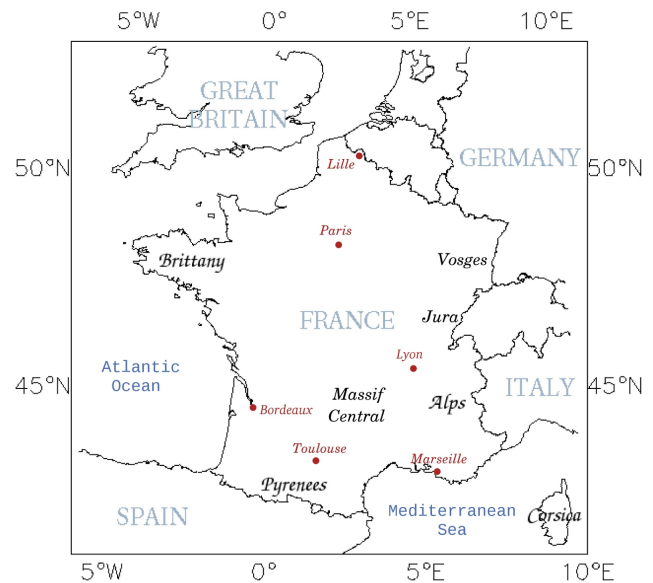 5°W 0° 5°E 10°E
GREAT
BRITAIN
GERMANY
50°N 50°N
Lille
Paris
Brittany
Vosges
FRANCE
Jura
Lyon
Atlantic
Ocean
45°N 45°N
ITALY
Massif
Central
Alps
Bordeaux
Toulouse
Marseille
Pyrenees
SPAIN
Mediterranean
Sea
Corsica
5°W 0° 5°E 10°E